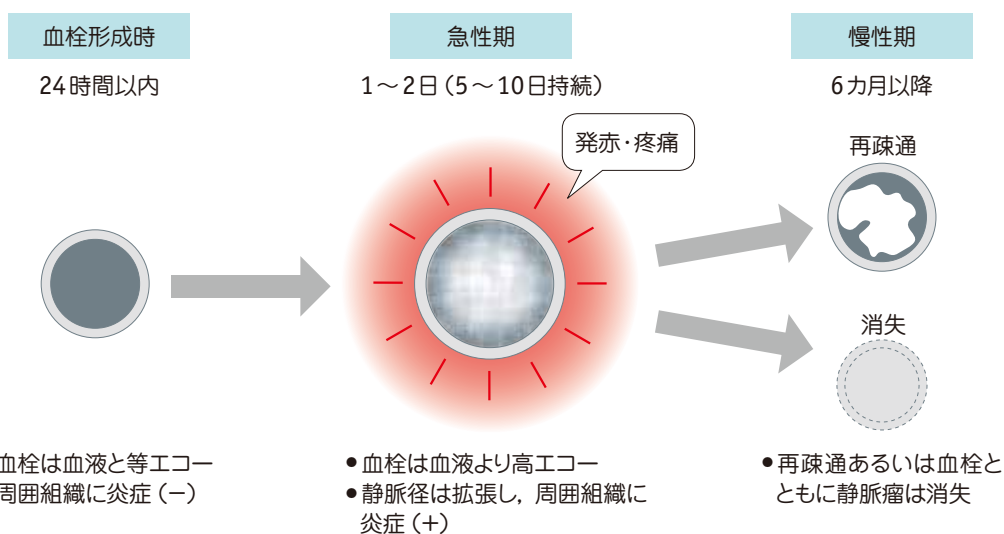 血栓形成時
24時間以内
急性期
1〜2日(5〜10日持続)
発赤・疼痛
慢性期
6カ月以降
再疎通
消失
血栓は血液と等エコー
周囲組織に炎症(−)
•血栓は血液より高エコー
•静脈径は拡張し,周囲組織に
炎症(+)
•再疎通あるいは血栓と
ともに静脈瘤は消失